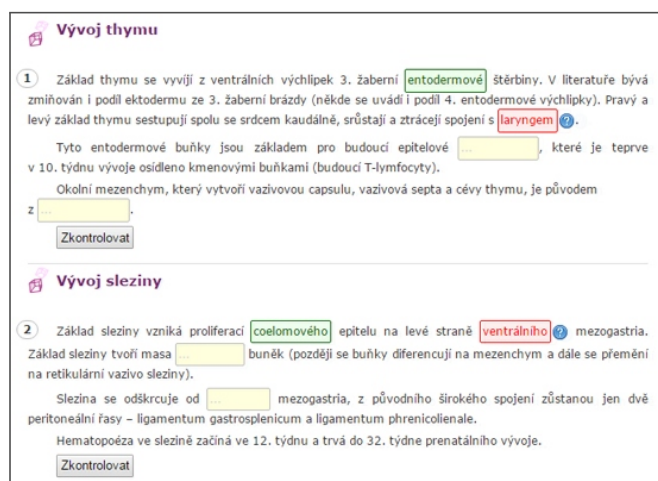 Vývoj thymu
1 Základ thymu se vyvíjí z ventrálních výchlipek 3. žaberní entodermové štěrbiny. V literatuře bývá
zmiňován i podíl ektodermu ze 3. žaberní brázdy (někde se uvádí i podíl 4. entodermové výchlipky). Pravý a
levý základ thymu sestupují spolu se srdcem kaudálně, srůstají a ztrácejí spojení s laryngem ?.
Tyto entodermové buňky jsou základem pro budoucí epitelové ... , které je teprve
v 10. týdnu vývoje osídleno kmenovými buňkami (budoucí T-lymfocyty).
Okolní mezenchym, který vytvoří vazivovou capsulu, vazivová septa a cévy thymu, je původem
z ... .
Zkontrolovat
Vývoj sleziny
2 Základ sleziny vzniká proliferací coelomového epitelu na levé straně ventrálního ? mezogastria.
Základ sleziny tvoří masa ... buněk (později se buňky diferencují na mezenchym a dále se přemění
na retikulární vazivo sleziny).
Slezina se odškrcuje od ... mezogastria, z původního širokého spojení zůstanou jen dvě
peritoneální řasy – ligamentum gastrosplenicum a ligamentum phrenicolienale.
Hematopoéza ve slezině začíná ve 12. týdnu a trvá do 32. týdne prenatálního vývoje.
Zkontrolovat